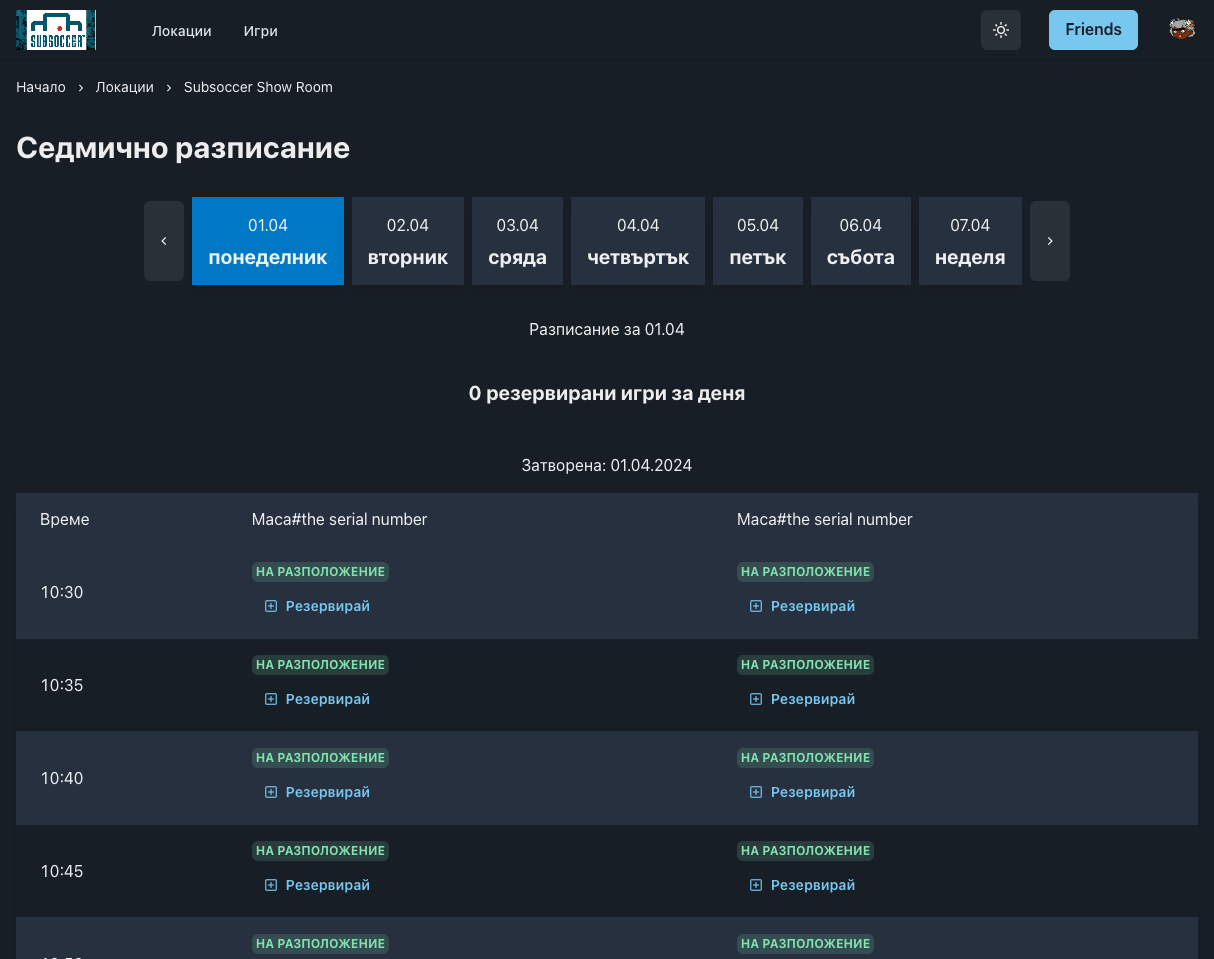 SUBSOCCER
Локации
Игри
Friends
Начало › Локации › Subsoccer Show Room
Седмично разписание
01.04 02.04 03.04 04.04 05.04 06.04 07.04
понеделник вторник сряда четвъртък петък събота неделя
Разписание за 01.04
0 резервирани игри за деня
Затворена: 01.04.2024
Време Маса#the serial number Маса#the serial number
НА РАЗПОЛОЖЕНИЕ НА РАЗПОЛОЖЕНИЕ
10:30
Резервирай Резервирай
НА РАЗПОЛОЖЕНИЕ НА РАЗПОЛОЖЕНИЕ
10:35
Резервирай Резервирай
НА РАЗПОЛОЖЕНИЕ НА РАЗПОЛОЖЕНИЕ
10:40
Резервирай Резервирай
НА РАЗПОЛОЖЕНИЕ НА РАЗПОЛОЖЕНИЕ
10:45
Резервирай Резервирай
НА РАЗПОЛОЖЕНИЕ НА РАЗПОЛОЖЕНИЕ